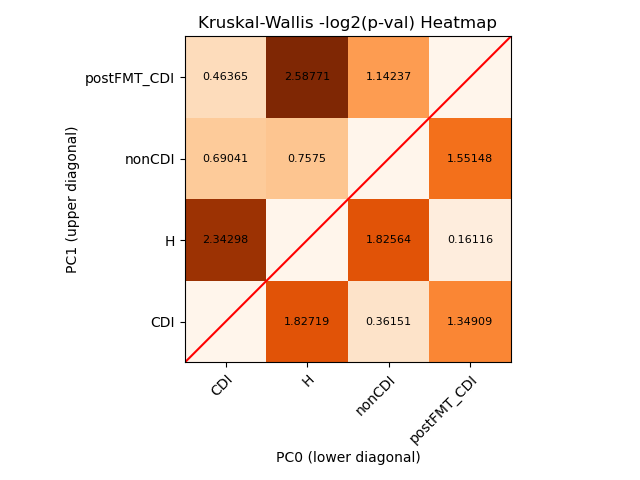 Kruskal-Wallis -log2(p-val) Heatmap
postFMT_CDI 0.46365 2.58771 1.14237
nonCDI 0.69041 0.7575 1.55148
H 2.34298 1.82564 0.16116
CDI 1.82719 0.36151 1.34909
PC1 (upper diagonal)
CDI H nonCDI postFMT_CDI
PC0 (lower diagonal)